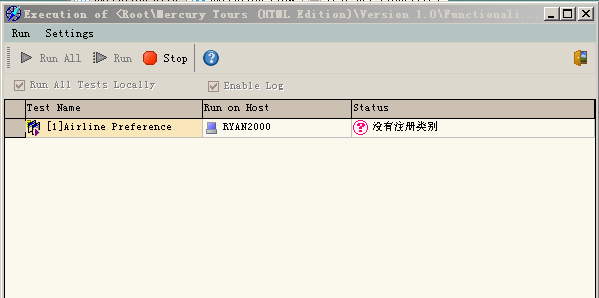 Execution of <Root\Mercury Tours (HTML Edition)\Version 1.0\Functionali...
Run Settings
Run All Run Stop
Run All Tests Locally Enable Log
Test Name Run on Host Status
[1]Airline Preference RYAN2000 没有注册类别